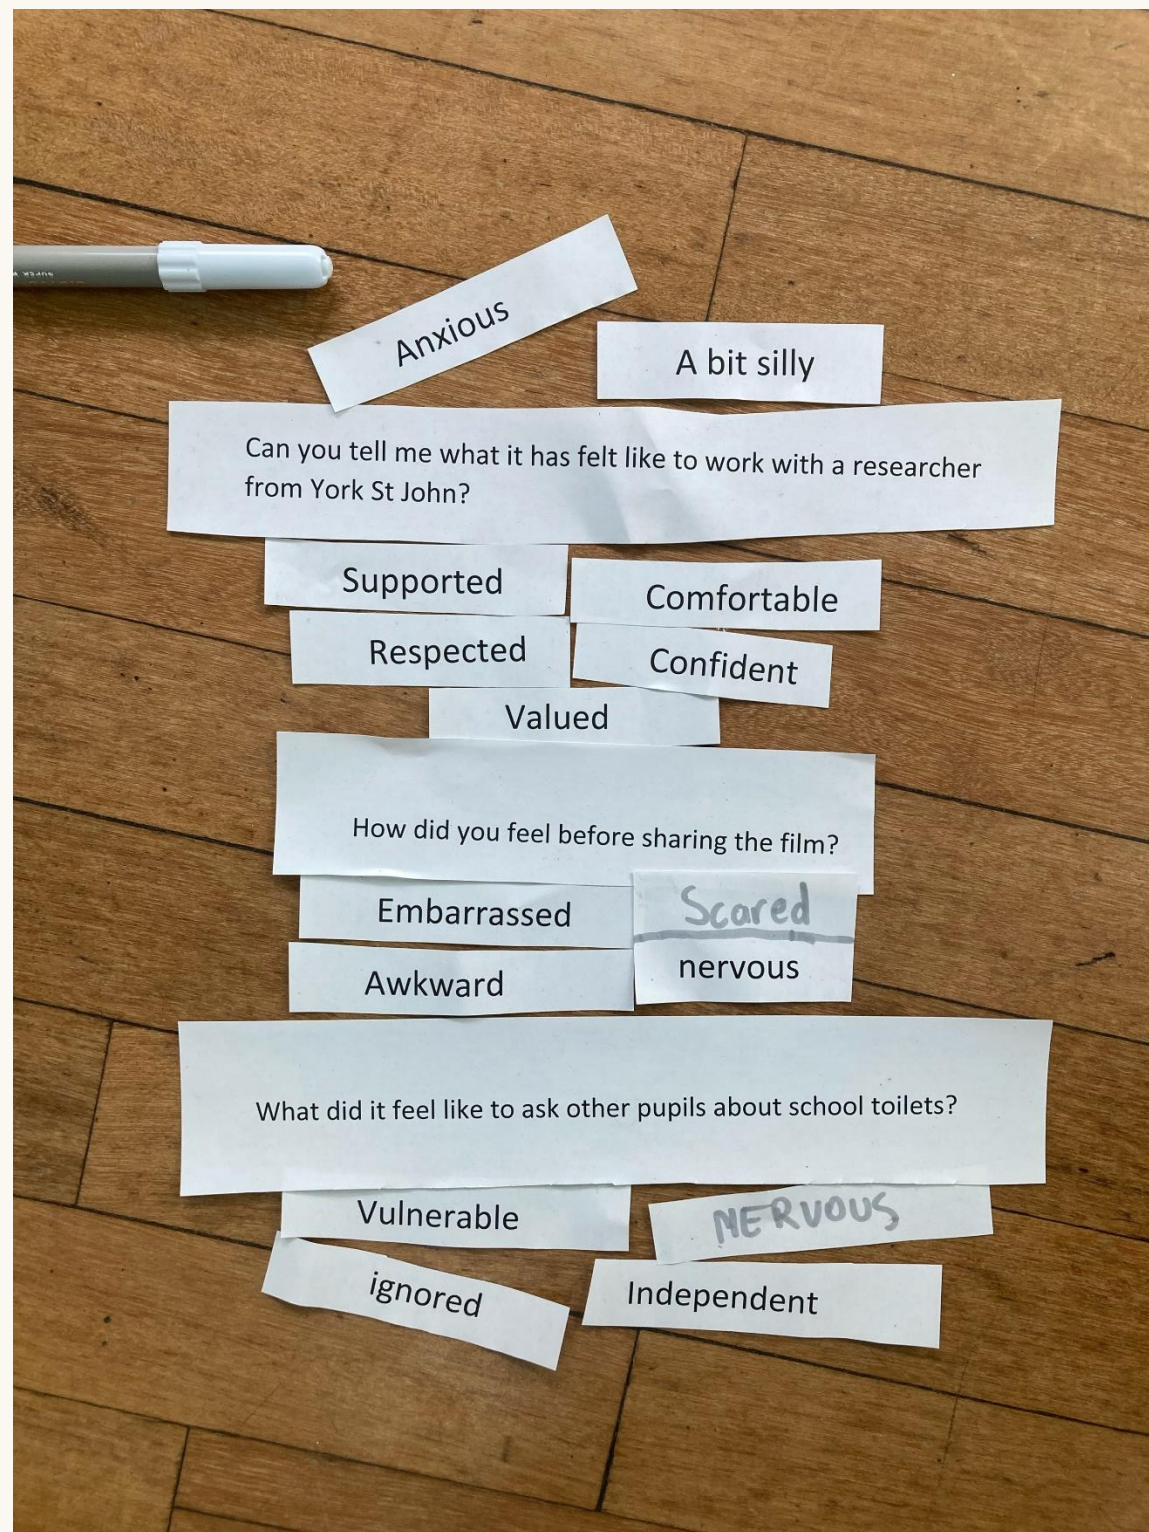 Anxious
A bit silly
Can you tell me what it has felt like to work with a researcher
from York St John?
Supported
Comfortable
Respected
Confident
Valued
How did you feel before sharing the film?
Embarrassed
Scared
Awkward
nervous
What did it feel like to ask other pupils about school toilets?
Vulnerable
NERVOUS
ignored
Independent